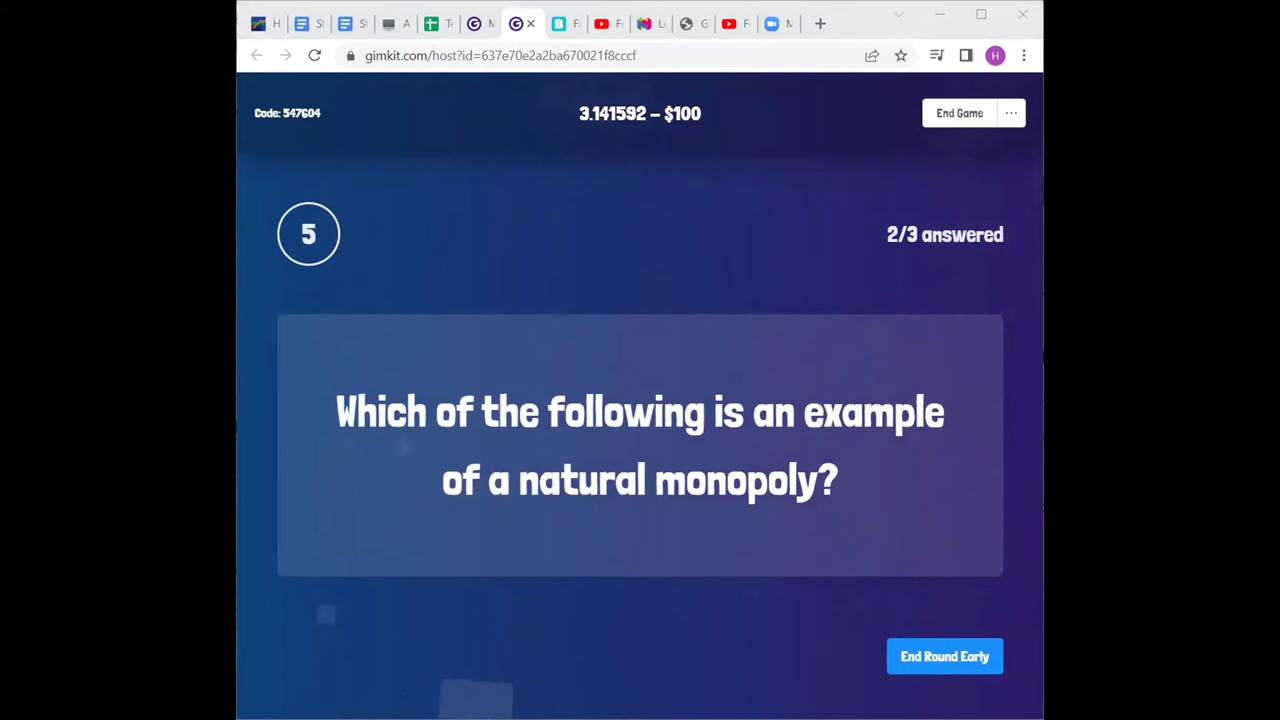 H S S A T M F F L G F M
gimkit.com/host?id=637e70e2a2ba670021f8cccf H
Code: 547604 3.141592 – $100 End Game ...
5 2/3 answered
Which of the following is an example
of a natural monopoly?
End Round Early